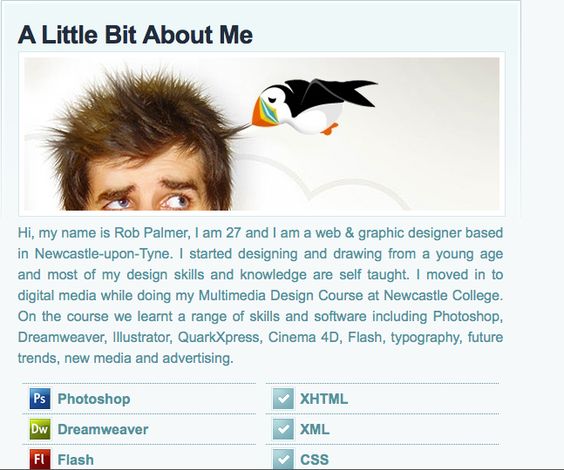 A Little Bit About Me
Hi, my name is Rob Palmer, I am 27 and I am a web & graphic designer based
in Newcastle-upon-Tyne. I started designing and drawing from a young age
and most of my design skills and knowledge are self taught. I moved in to
digital media while doing my Multimedia Design Course at Newcastle College.
On the course we learnt a range of skills and software including Photoshop,
Dreamweaver, Illustrator, QuarkXpress, Cinema 4D, Flash, typography, future
trends, new media and advertising.
Ps Photoshop
XHTML
Dw Dreamweaver
XML
Fl Flash
CSS